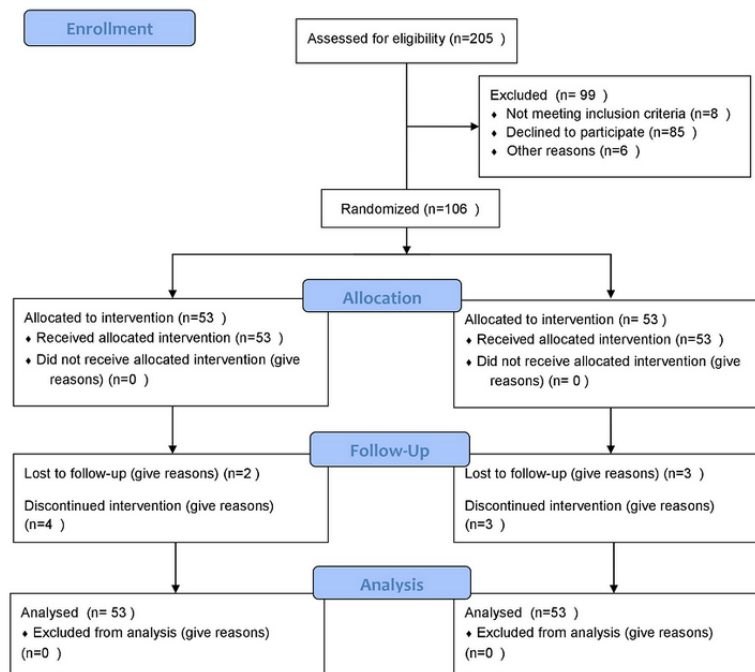 Enrollment
Assessed for eligibility (n=205)
Excluded (n= 99 )
♦ Not meeting inclusion criteria (n=8 )
♦ Declined to participate (n=85 )
♦ Other reasons (n=6 )
Randomized (n=106 )
Allocation
Allocated to intervention (n=53 )
♦ Received allocated intervention (n=53 )
♦ Did not receive allocated intervention (give
reasons) (n=0 )
Allocated to intervention (n= 53 )
♦ Received allocated intervention (n=53 )
♦ Did not receive allocated intervention (give
reasons) (n= 0 )
Follow-Up
Lost to follow-up (give reasons) (n=2 )
Discontinued intervention (give reasons)
(n=4 )
Lost to follow-up (give reasons) (n=3 )
Discontinued intervention (give reasons)
(n=3 )
Analysis
Analysed (n= 53 )
♦ Excluded from analysis (give reasons)
(n=0 )
Analysed (n=53 )
♦ Excluded from analysis (give reasons)
(n=0 )